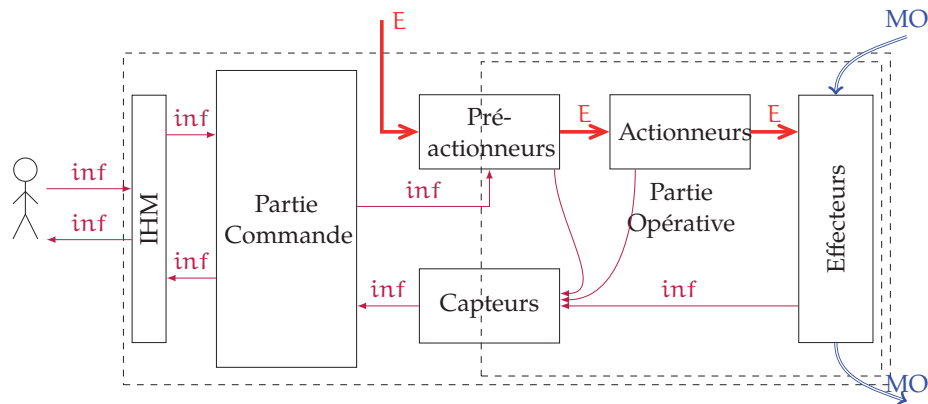 MO
E
inf
Pré-
actionneurs
E
Actionneurs
E
inf
IHM
Partie
Commande
inf
Partie
Opérative
Effecteurs
inf
inf
inf
Capteurs
inf
MO